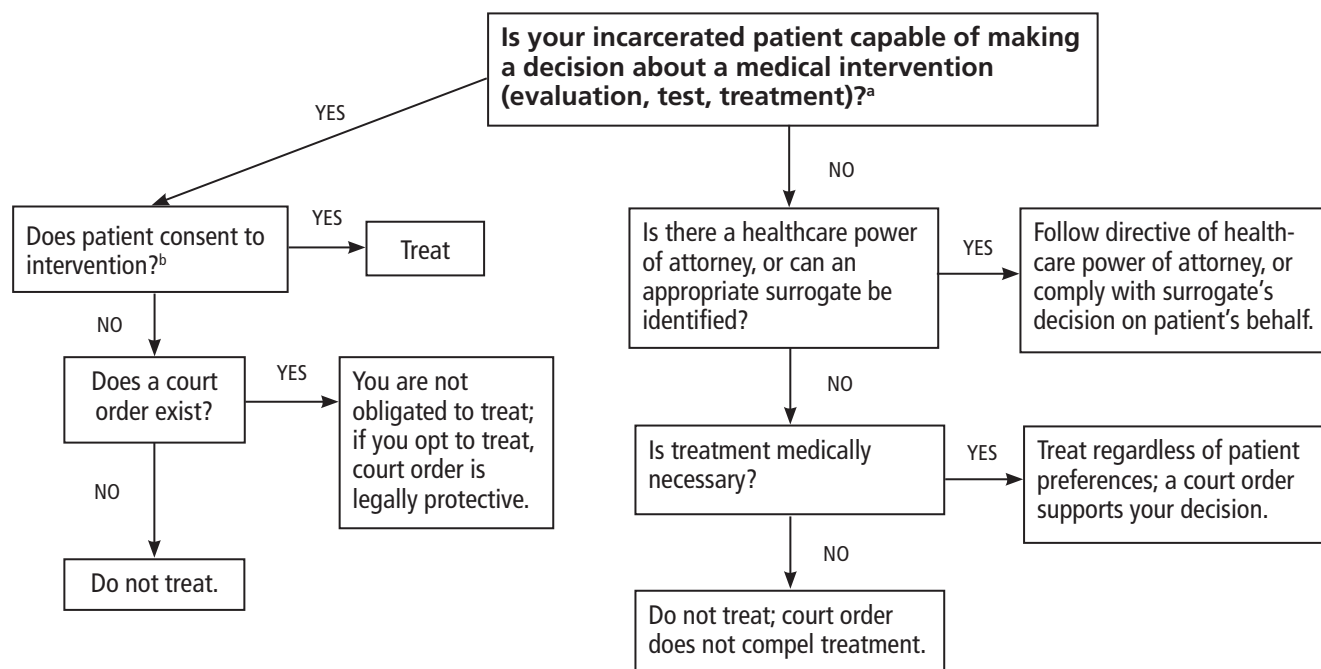 Is your incarcerated patient capable of making
a decision about a medical intervention
(evaluation, test, treatment)?ᵃ
YES
NO
Does patient consent to
intervention?ᵇ
YES
Treat
Is there a healthcare power
of attorney, or can an
appropriate surrogate be
identified?
YES
Follow directive of health-
care power of attorney, or
comply with surrogate’s
decision on patient’s behalf.
NO
Does a court
order exist?
YES
You are not
obligated to treat;
if you opt to treat,
court order is
legally protective.
NO
Is treatment medically
necessary?
YES
Treat regardless of patient
preferences; a court order
supports your decision.
NO
Do not treat.
NO
Do not treat; court order
does not compel treatment.